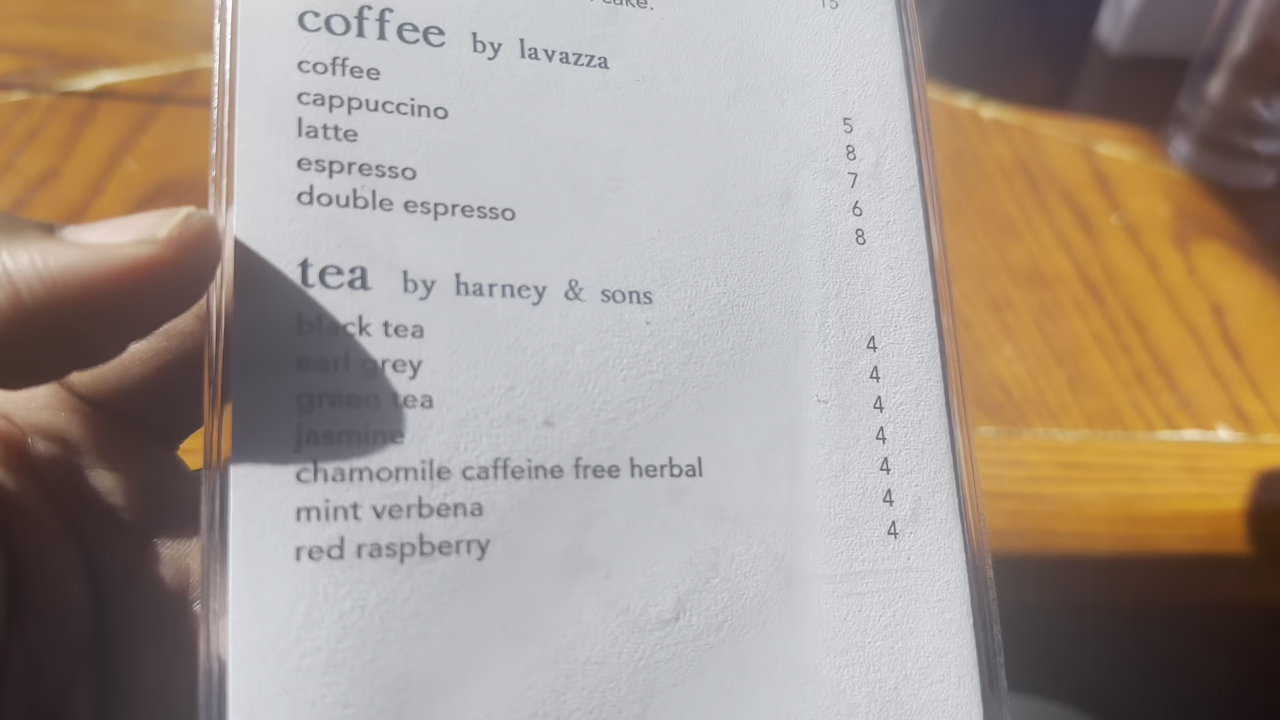 cake. 15
coffee by lavazza
coffee 5
cappuccino 8
latte 7
espresso 6
double espresso 8
tea by harney & sons
black tea 4
earl grey 4
green tea 4
jasmine 4
chamomile caffeine free herbal 4
mint verbena 4
red raspberry 4